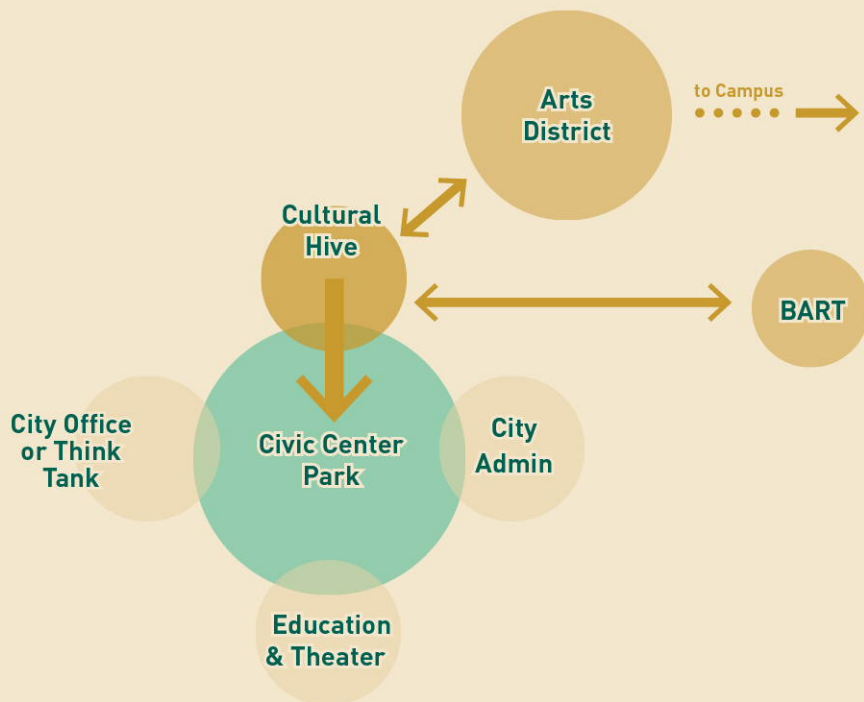 Arts
District
to Campus
Cultural
Hive
BART
City Office
or Think
Tank
Civic Center
Park
City
Admin
Education
& Theater